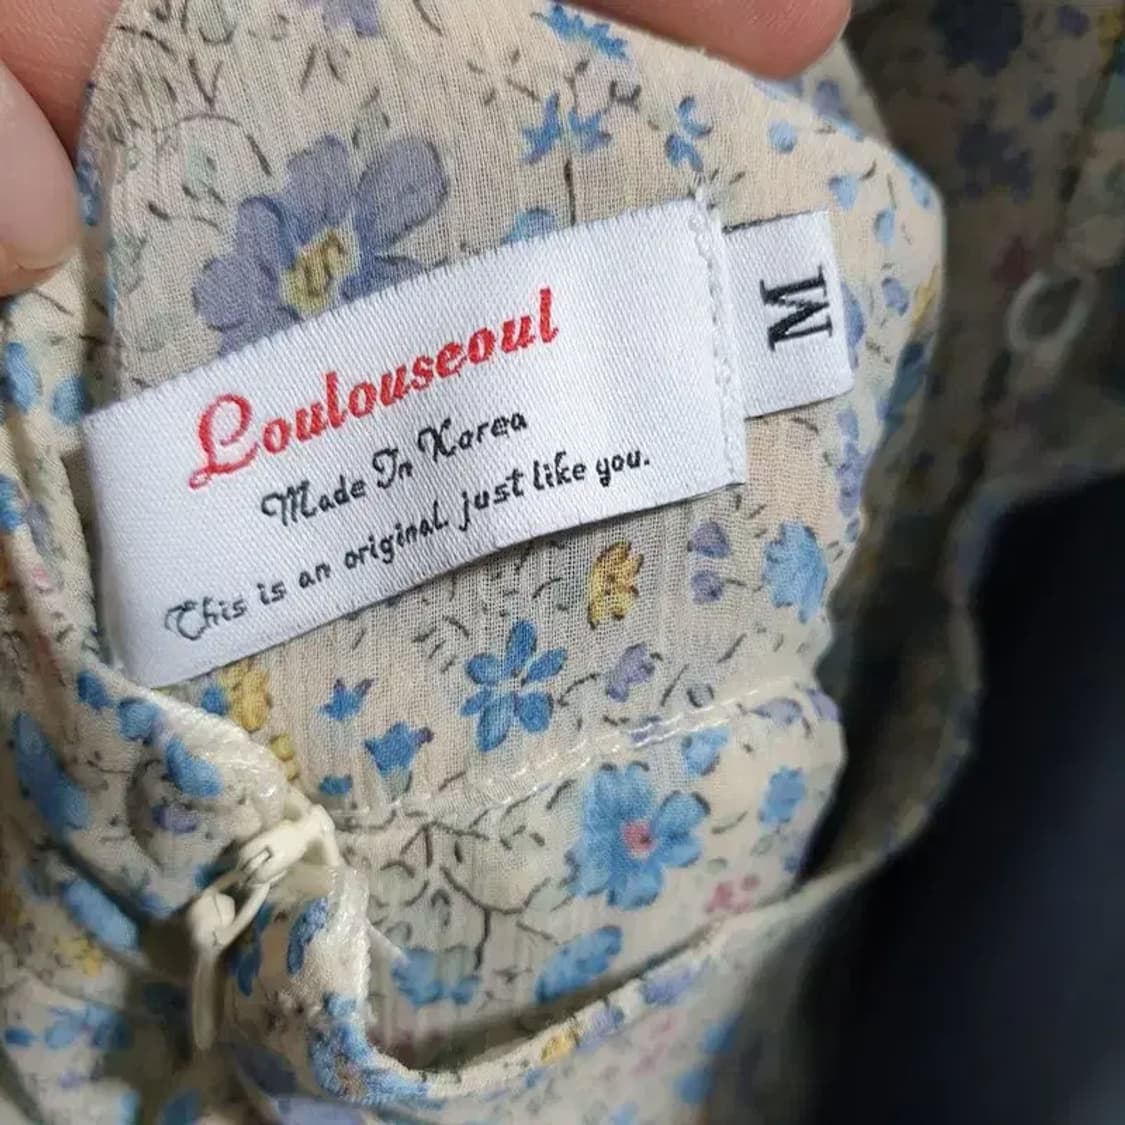 Loulouseoul
Made In Korea
This is an original just like you.
M